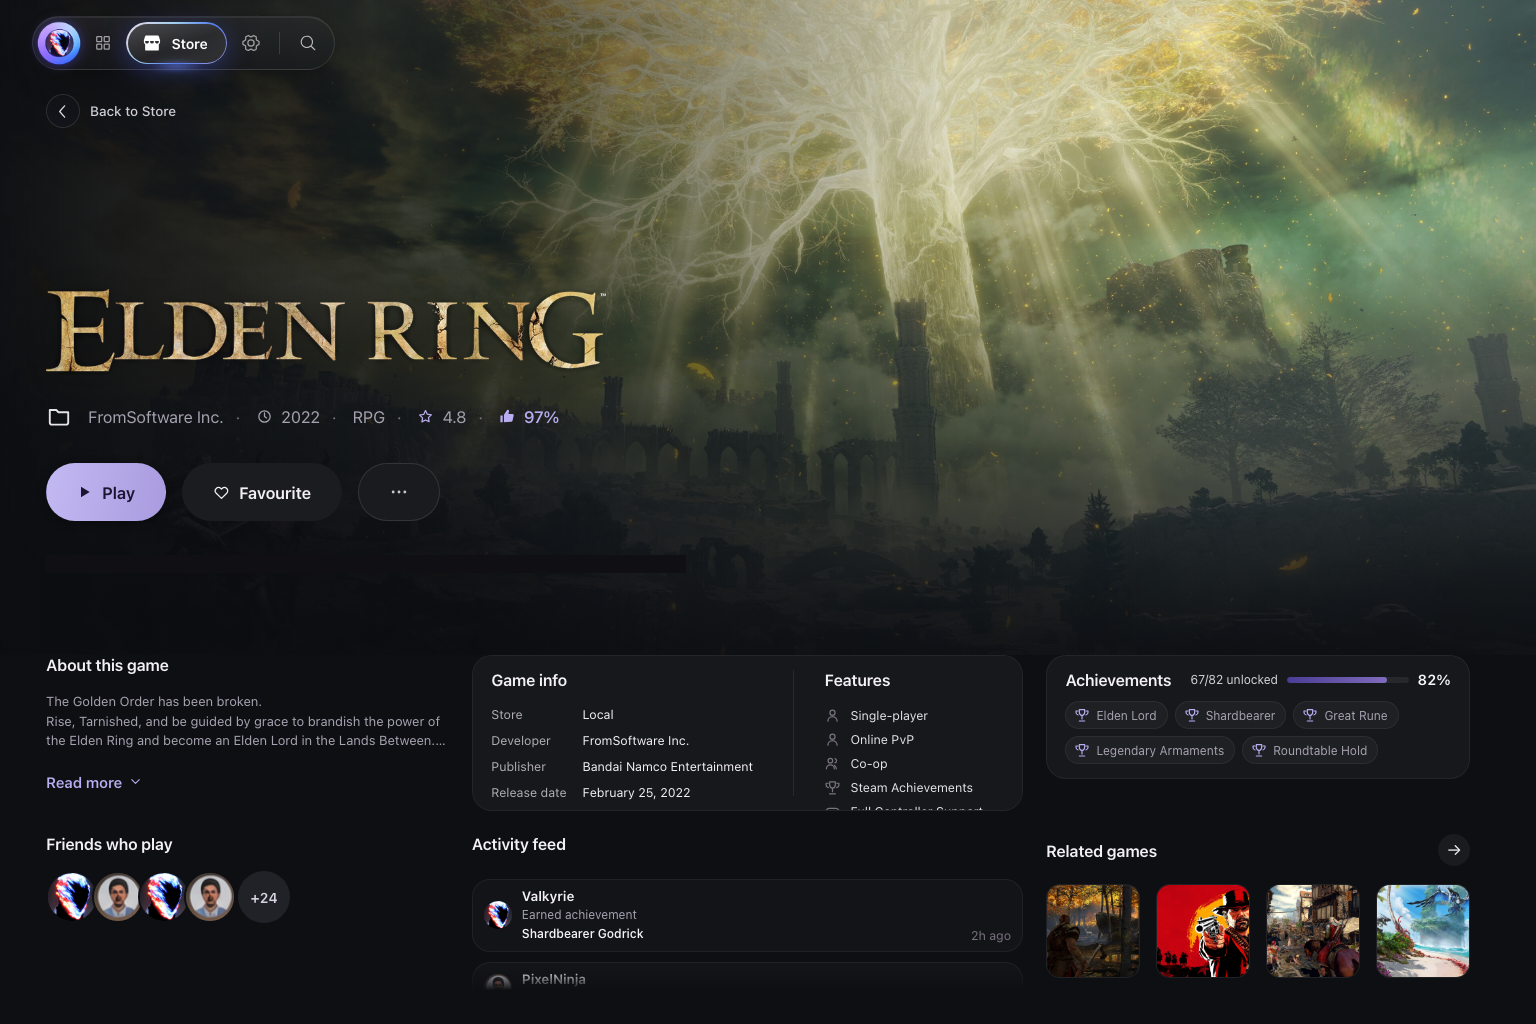 Store
Back to Store
ELDEN RING™
FromSoftware Inc. · 2022 · RPG · 4.8 · 97%
Play
Favourite
···
About this game
The Golden Order has been broken.
Rise, Tarnished, and be guided by grace to brandish the power of
the Elden Ring and become an Elden Lord in the Lands Between....
Read more
Game info
Store Local
Developer FromSoftware Inc.
Publisher Bandai Namco Entertainment
Release date February 25, 2022
Features
Single-player
Online PvP
Co-op
Steam Achievements
Full Controller Support
Achievements 67/82 unlocked 82%
Elden Lord Shardbearer Great Rune
Legendary Armaments Roundtable Hold
Friends who play
+24
Activity feed
Valkyrie
Earned achievement
Shardbearer Godrick
2h ago
PixelNinja
Related games